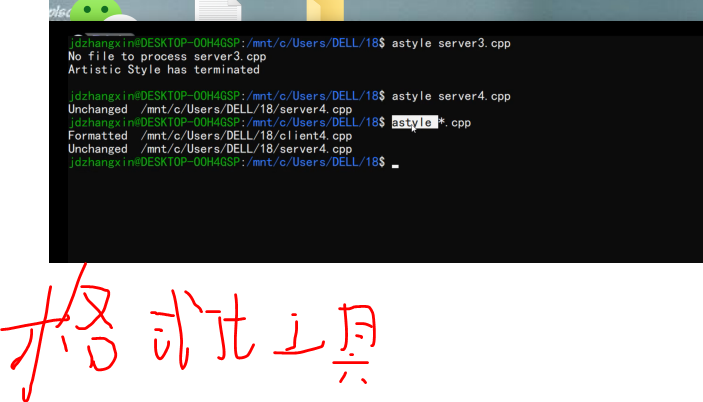 jdzhangxin@DESKTOP-OOH4GSP:/mnt/c/Users/DELL/18$ astyle server3.cpp
No file to process server3.cpp
Artistic Style has terminated
jdzhangxin@DESKTOP-OOH4GSP:/mnt/c/Users/DELL/18$ astyle server4.cpp
Unchanged  /mnt/c/Users/DELL/18/server4.cpp
jdzhangxin@DESKTOP-OOH4GSP:/mnt/c/Users/DELL/18$ astyle *.cpp
Formatted  /mnt/c/Users/DELL/18/client4.cpp
Unchanged  /mnt/c/Users/DELL/18/server4.cpp
jdzhangxin@DESKTOP-OOH4GSP:/mnt/c/Users/DELL/18$
格式化工具